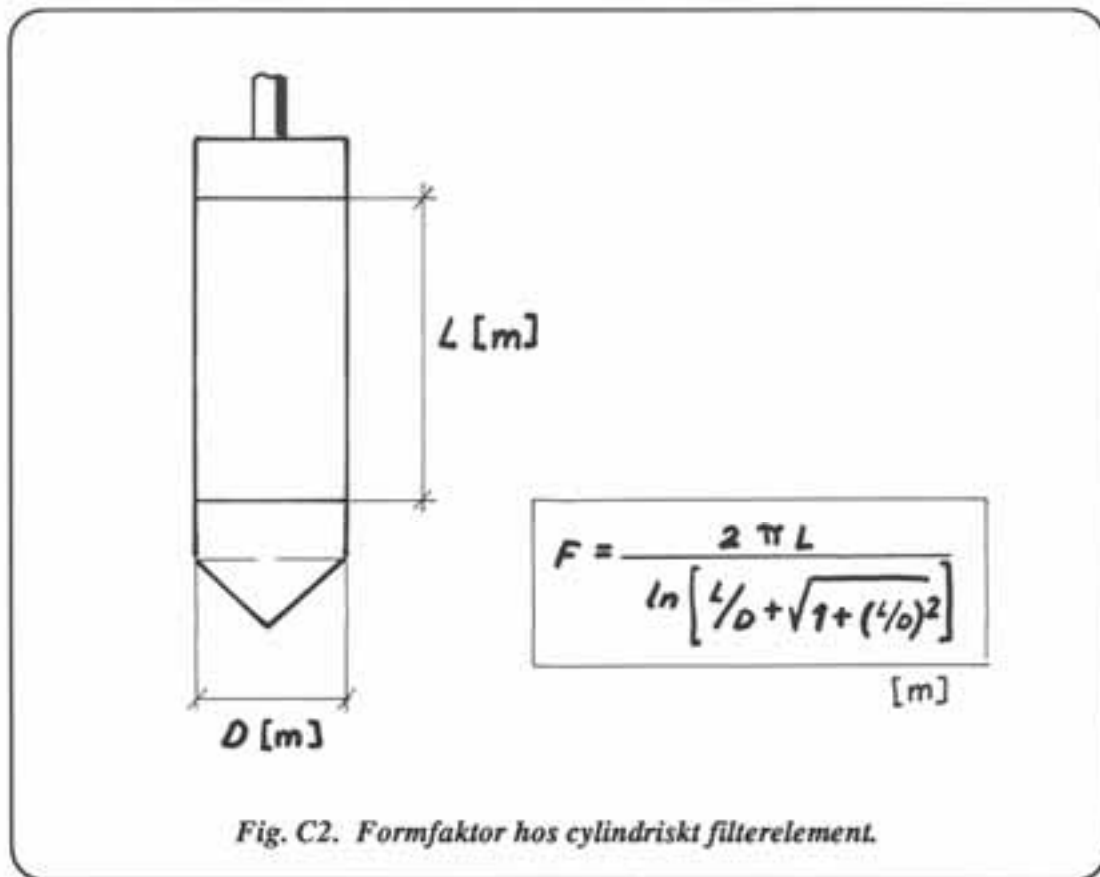 L [m]
F = 2 π L / ln [ L/D + √1 + (L/D)² ]
[m]
D [m]
Fig. C2. Formfaktor hos cylindriskt filterelement.